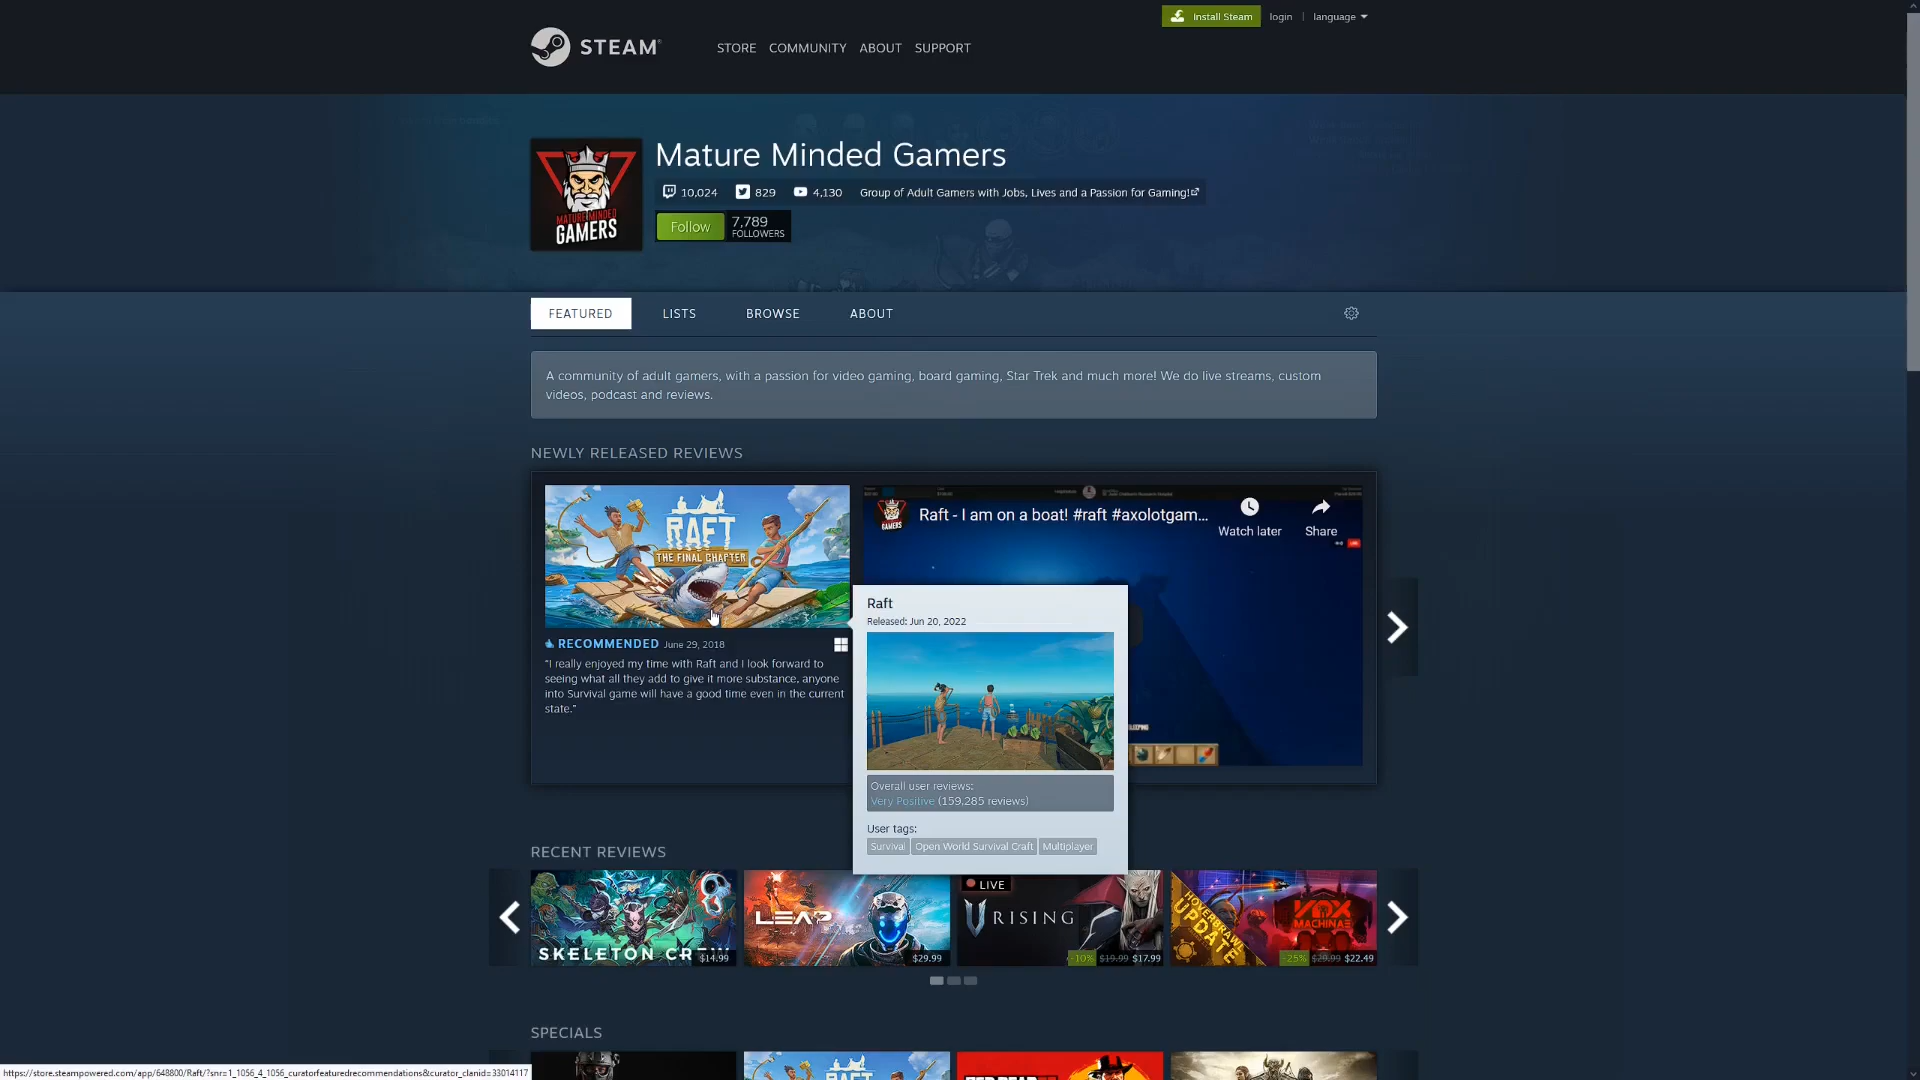 Install Steam
login
language
STEAM®
STORE COMMUNITY ABOUT SUPPORT
Mature Minded Gamers
10,024 829 4,130 Group of Adult Gamers with Jobs, Lives and a Passion for Gaming!
Follow 7,789 FOLLOWERS
MATURE MINDED GAMERS
FEATURED LISTS BROWSE ABOUT
A community of adult gamers, with a passion for video gaming, board gaming, Star Trek and much more! We do live streams, custom
videos, podcast and reviews.
NEWLY RELEASED REVIEWS
RAFT
THE FINAL CHAPTER
GAMERS
Raft - I am on a boat! #raft #axolotgam...
Watch later
Share
RECOMMENDED June 29, 2018
"I really enjoyed my time with Raft and I look forward to
seeing what all they add to give it more substance, anyone
into Survival game will have a good time even in the current
state."
Raft
Released: Jun 20, 2022
Overall user reviews:
Very Positive (159,285 reviews)
User tags:
Survival Open World Survival Craft Multiplayer
RECENT REVIEWS
SKELETON CREW
$14.99
LEAP
$29.99
LIVE
V RISING
-10% $19.99 $17.99
HOVERBRAWL UPDATE
VOX MACHINAE
-25% $29.99 $22.49
SPECIALS
RAFT
https://store.steampowered.com/app/648800/Raft/?snr=1_1056_4_1056_curatorfeaturedrecommendations&curator_clanid=33014117